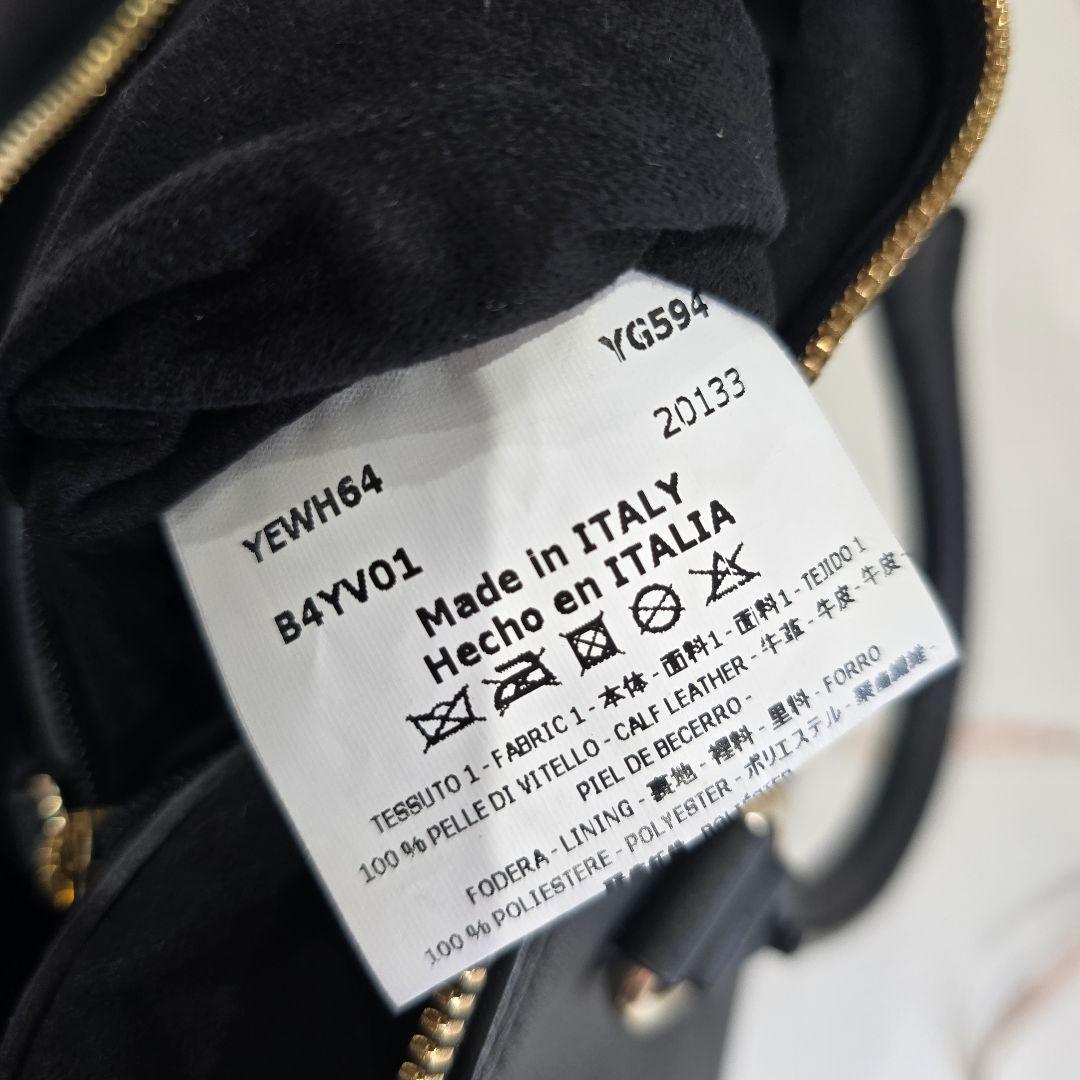 YG594
20133
YEWH64
B4YV01
Made in ITALY
Hecho en ITALIA
TESSUTO 1 - FABRIC 1 - 本体 - 面料1 - 面料1 - TEJIDO 1
100 % PELLE DI VITELLO - CALF LEATHER - 牛革 - 牛皮 - 牛皮 -
PIEL DE BECERRO -
FODERA - LINING - 裏地 - 裡料 - 里料 - FORRO
100 % POLIESTERE - POLYESTER - ポリエステル -